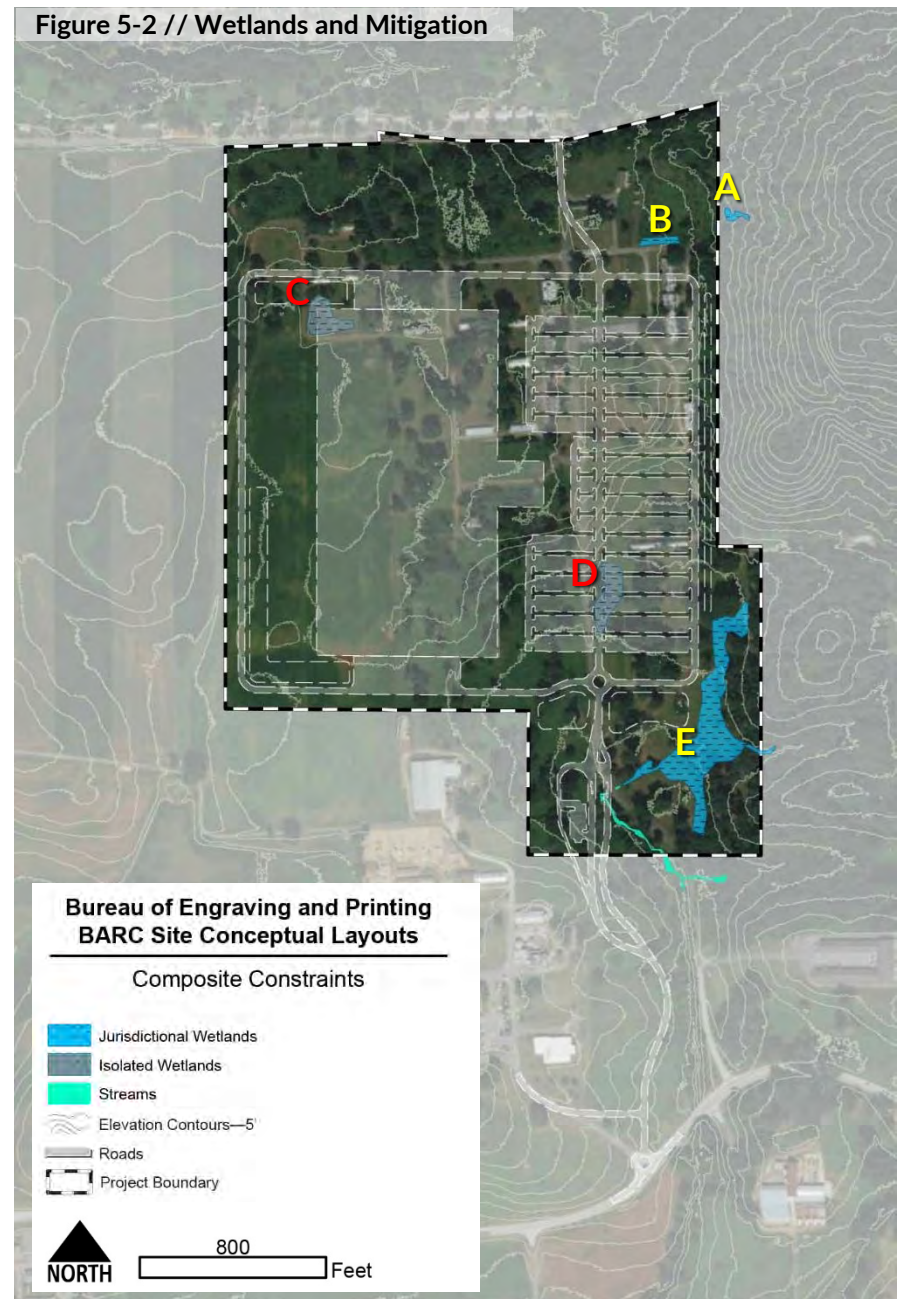 Figure 5-2 // Wetlands and Mitigation
A
B
C
D
E
Bureau of Engraving and Printing
BARC Site Conceptual Layouts
Composite Constraints
Jurisdictional Wetlands
Isolated Wetlands
Streams
Elevation Contours—5'
Roads
Project Boundary
NORTH
800
Feet